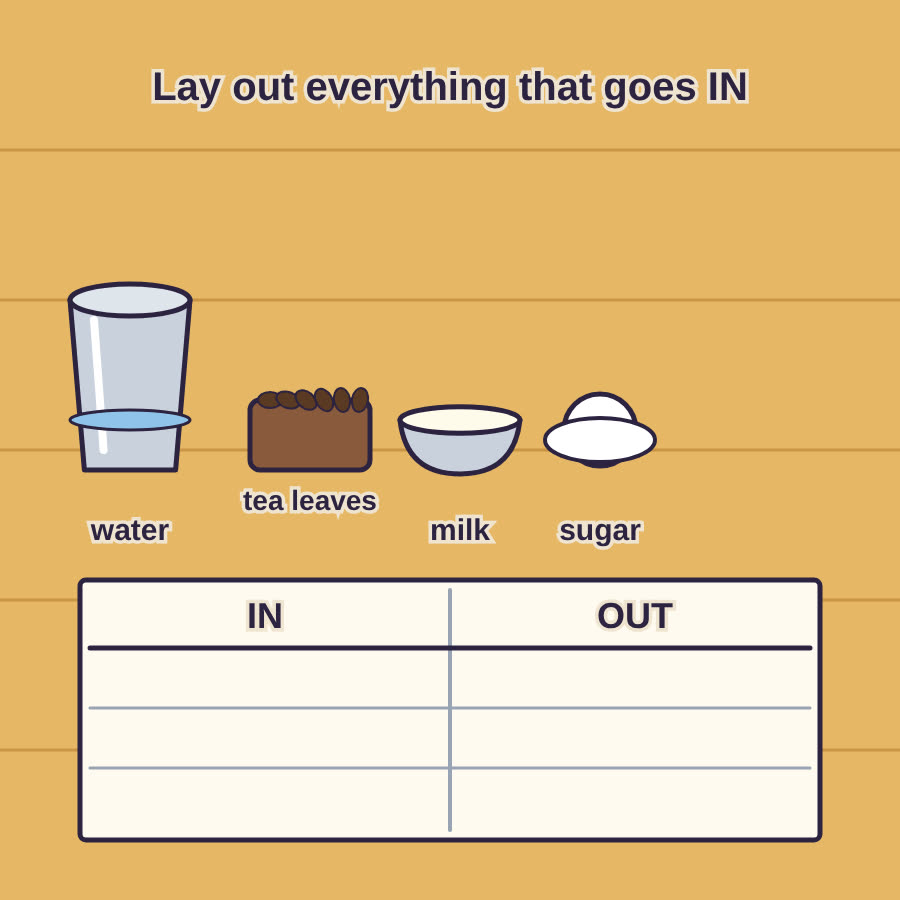 Lay out everything that goes IN
tea leaves
water
milk
sugar
IN
OUT